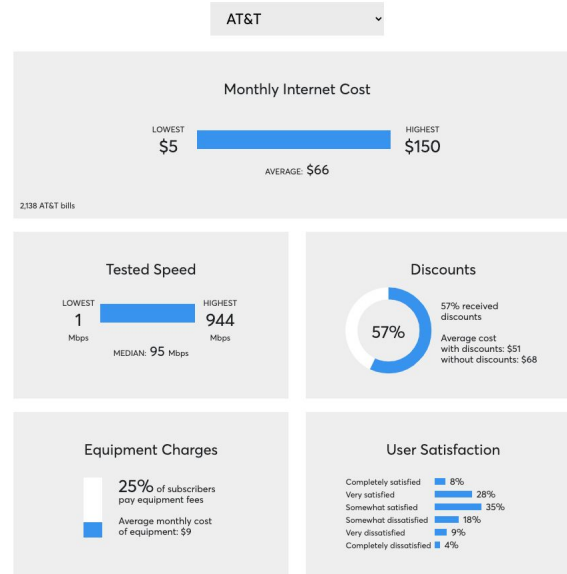 AT&T
Monthly Internet Cost
LOWEST
$5
HIGHEST
$150
AVERAGE: $66
2,138 AT&T bills
Tested Speed
LOWEST
1
Mbps
HIGHEST
944
Mbps
MEDIAN: 95 Mbps
Discounts
57%
57% received
discounts
Average cost
with discounts: $51
without discounts: $68
Equipment Charges
25% of subscribers
pay equipment fees
Average monthly cost
of equipment: $9
User Satisfaction
Completely satisfied 8%
Very satisfied 28%
Somewhat satisfied 35%
Somewhat dissatisfied 18%
Very dissatisfied 9%
Completely dissatisfied 4%